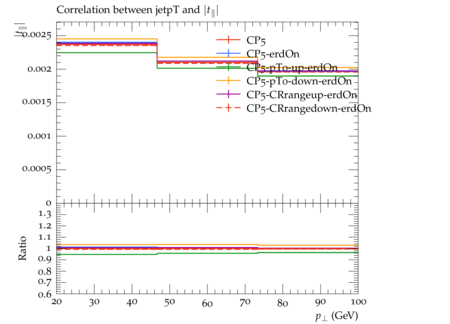 Correlation between jetpT and |t∥|
|t∥|
CP5
CP5-erdOn
CP5-pT0-up-erdOn
CP5-pT0-down-erdOn
CP5-CRrangeup-erdOn
CP5-CRrangedown-erdOn
0.0025
0.002
0.0015
0.001
0.0005
0
Ratio
1.3
1.2
1.1
1
0.9
0.8
0.7
0.6
20 30 40 50 60 70 80 90 100
p⊥ (GeV)